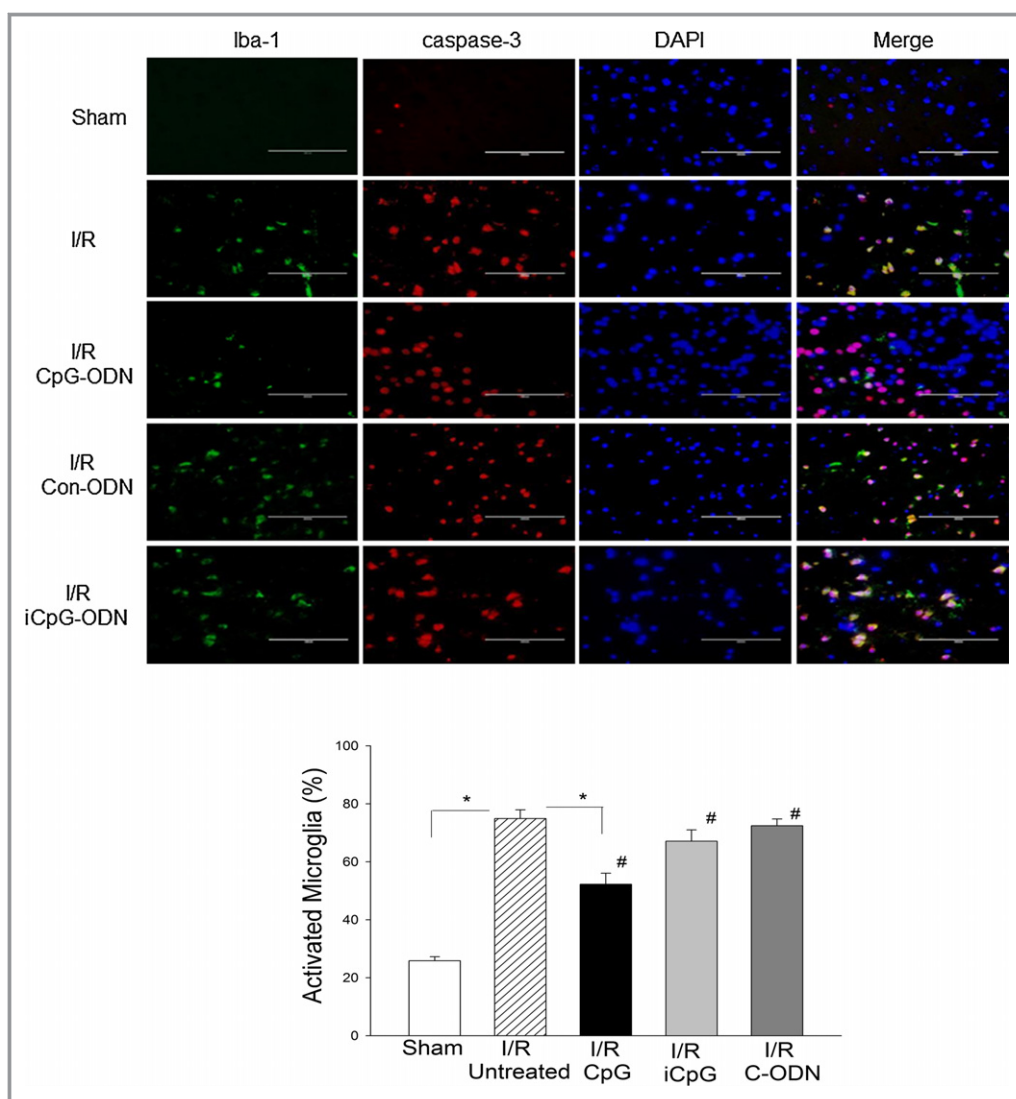 Iba-1 caspase-3 DAPI Merge
Sham
I/R
I/R
CpG-ODN
I/R
Con-ODN
I/R
iCpG-ODN
Activated Microglia (%)
100
80
60
40
20
0
* *
# # #
Sham I/R I/R I/R I/R
Untreated CpG iCpG C-ODN